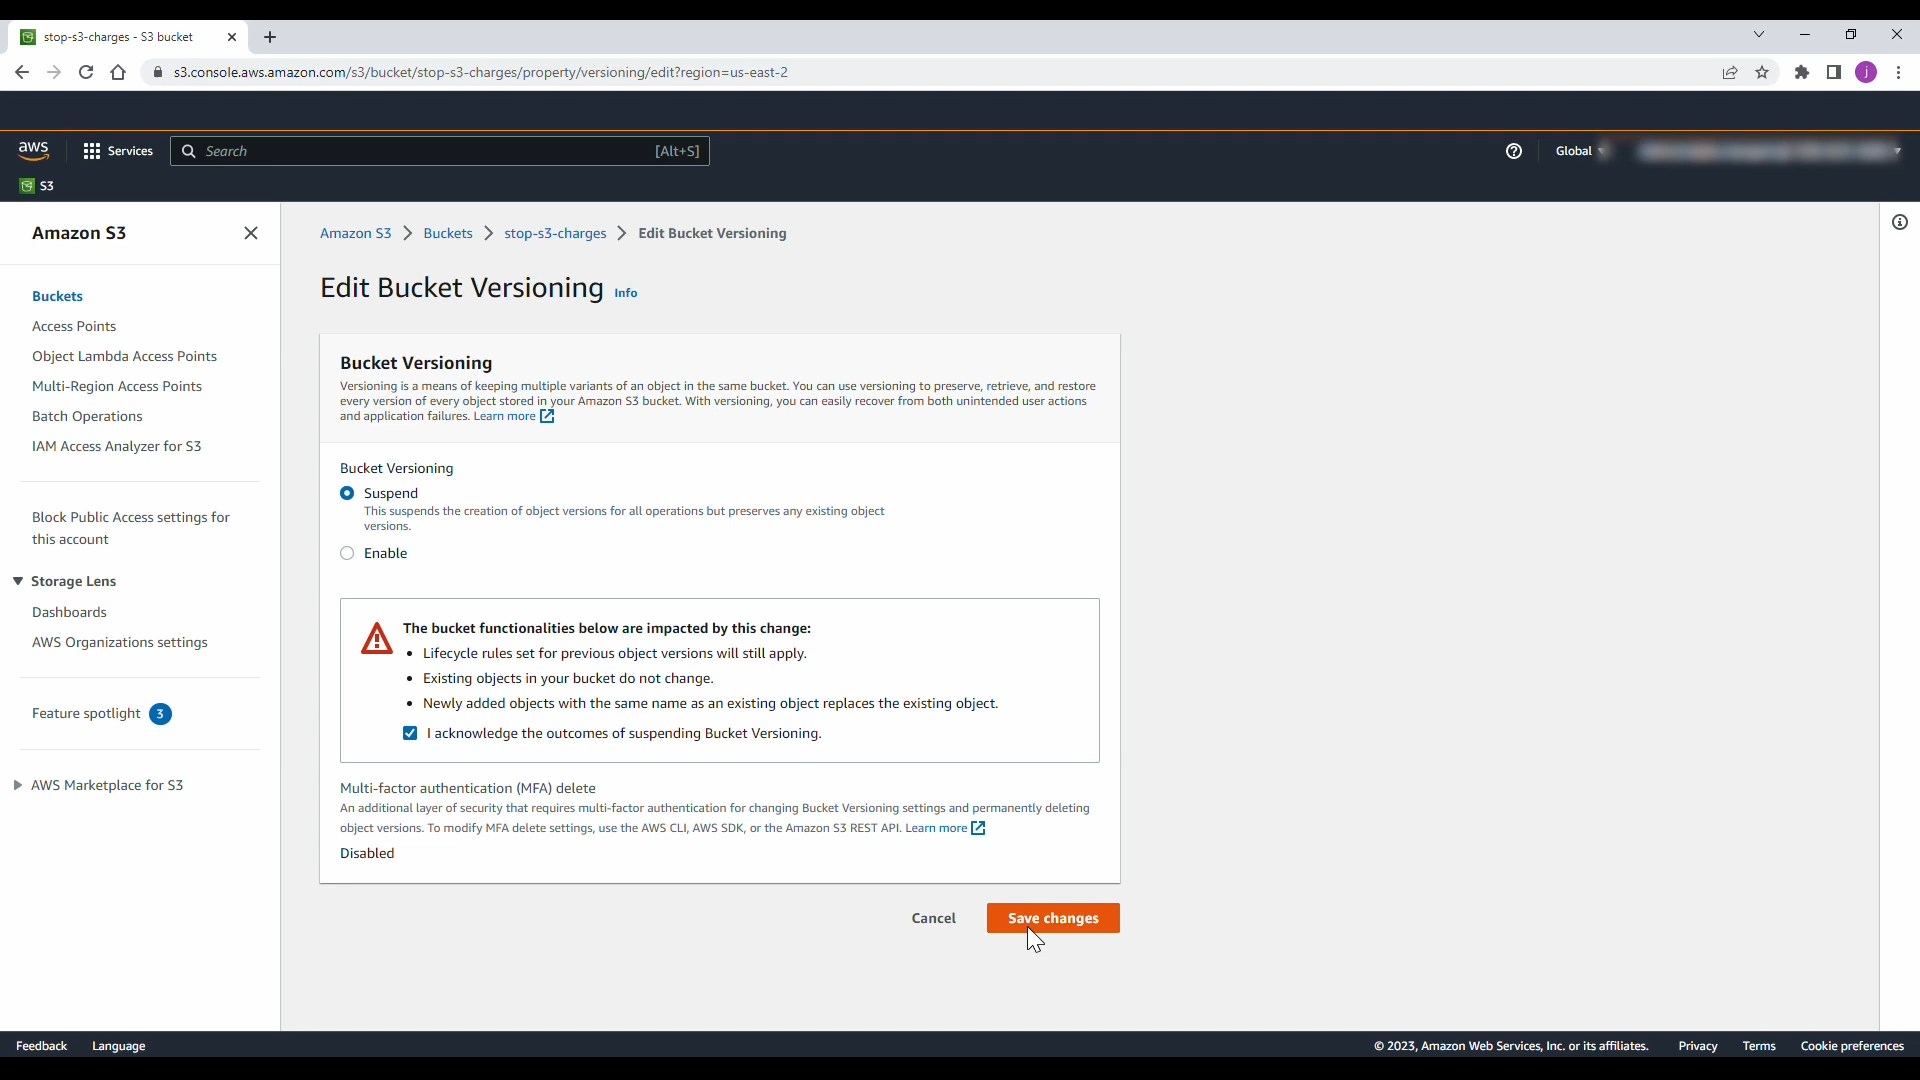 stop-s3-charges - S3 bucket
s3.console.aws.amazon.com/s3/bucket/stop-s3-charges/property/versioning/edit?region=us-east-2
j
aws
Services
Search
[Alt+S]
Global
S3
Amazon S3
Buckets
Access Points
Object Lambda Access Points
Multi-Region Access Points
Batch Operations
IAM Access Analyzer for S3
Block Public Access settings for
this account
Storage Lens
Dashboards
AWS Organizations settings
Feature spotlight 3
AWS Marketplace for S3
Amazon S3 > Buckets > stop-s3-charges > Edit Bucket Versioning
Edit Bucket Versioning Info
Bucket Versioning
Versioning is a means of keeping multiple variants of an object in the same bucket. You can use versioning to preserve, retrieve, and restore
every version of every object stored in your Amazon S3 bucket. With versioning, you can easily recover from both unintended user actions
and application failures. Learn more
Bucket Versioning
Suspend
This suspends the creation of object versions for all operations but preserves any existing object
versions.
Enable
The bucket functionalities below are impacted by this change:
• Lifecycle rules set for previous object versions will still apply.
• Existing objects in your bucket do not change.
• Newly added objects with the same name as an existing object replaces the existing object.
I acknowledge the outcomes of suspending Bucket Versioning.
Multi-factor authentication (MFA) delete
An additional layer of security that requires multi-factor authentication for changing Bucket Versioning settings and permanently deleting
object versions. To modify MFA delete settings, use the AWS CLI, AWS SDK, or the Amazon S3 REST API. Learn more
Disabled
Cancel
Save changes
Feedback
Language
© 2023, Amazon Web Services, Inc. or its affiliates.
Privacy
Terms
Cookie preferences